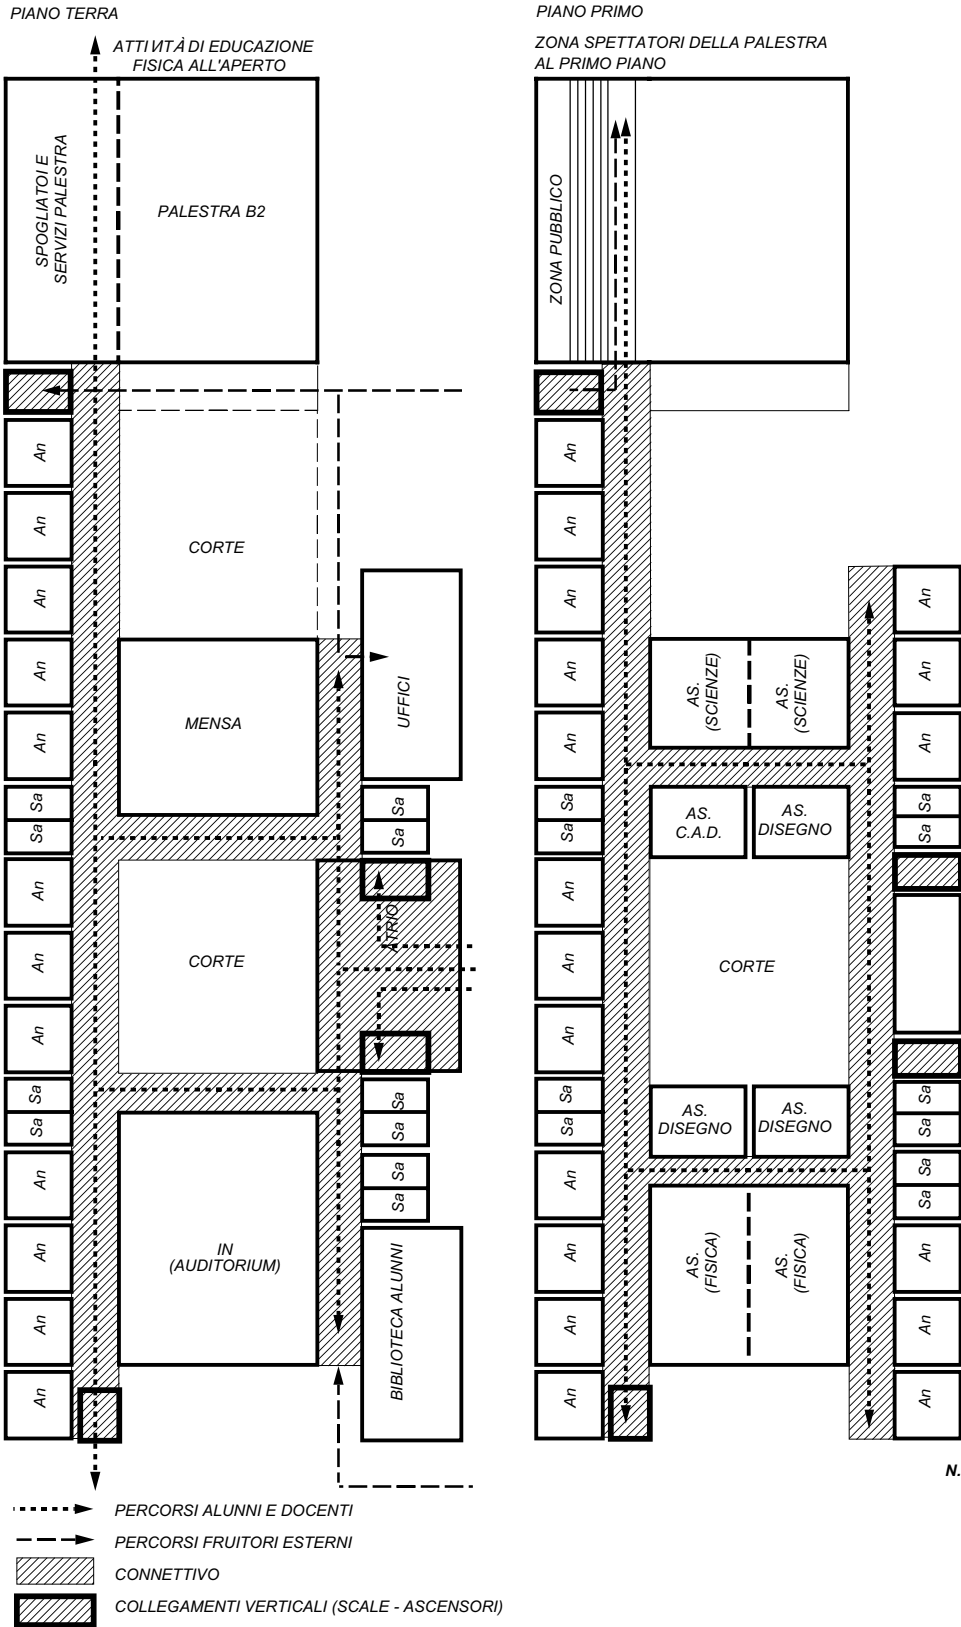 PIANO TERRA
ATTIVITÀ DI EDUCAZIONE
FISICA ALL'APERTO
SPOGLIATOI E
SERVIZI PALESTRA
PALESTRA B2
An
An
CORTE
An
An
An
MENSA
UFFICI
Sa
Sa
Sa
Sa
An
An
An
CORTE
ATRIO
Sa
Sa
Sa
Sa
Sa
Sa
An
An
An
An
IN
(AUDITORIUM)
BIBLIOTECA ALUNNI
PIANO PRIMO
ZONA SPETTATORI DELLA PALESTRA
AL PRIMO PIANO
ZONA PUBBLICO
An
An
An
An
An
An
An
An
AS.
(SCIENZE)
AS.
(SCIENZE)
Sa
Sa
AS.
C.A.D.
AS.
DISEGNO
Sa
Sa
An
An
An
CORTE
Sa
Sa
AS.
DISEGNO
AS.
DISEGNO
Sa
Sa
Sa
Sa
An
An
An
An
AS.
(FISICA)
AS.
(FISICA)
An
An
An
N.
PERCORSI ALUNNI E DOCENTI
PERCORSI FRUITORI ESTERNI
CONNETTIVO
COLLEGAMENTI VERTICALI (SCALE - ASCENSORI)